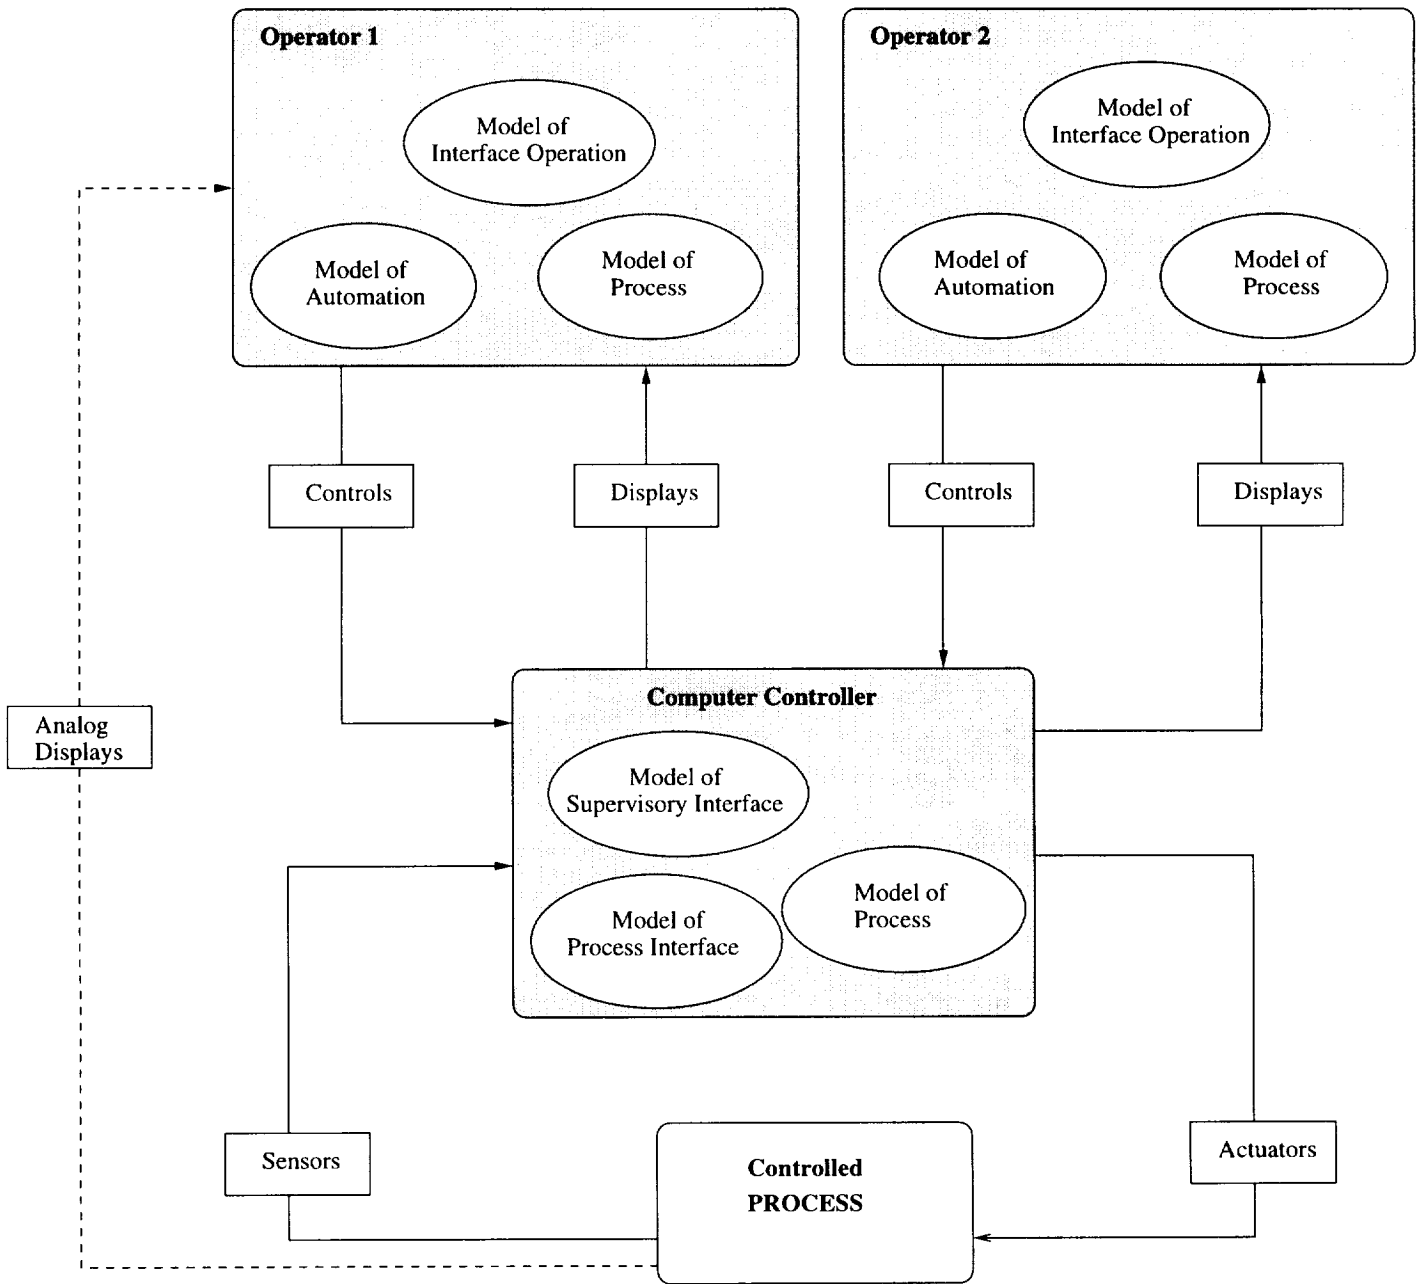 Operator 1
Operator 2
Model of
Interface Operation
Model of
Interface Operation
Model of
Automation
Model of
Process
Model of
Automation
Model of
Process
Controls
Displays
Controls
Displays
Computer Controller
Analog
Displays
Model of
Supervisory Interface
Model of
Process
Model of
Process Interface
Sensors
Controlled
PROCESS
Actuators